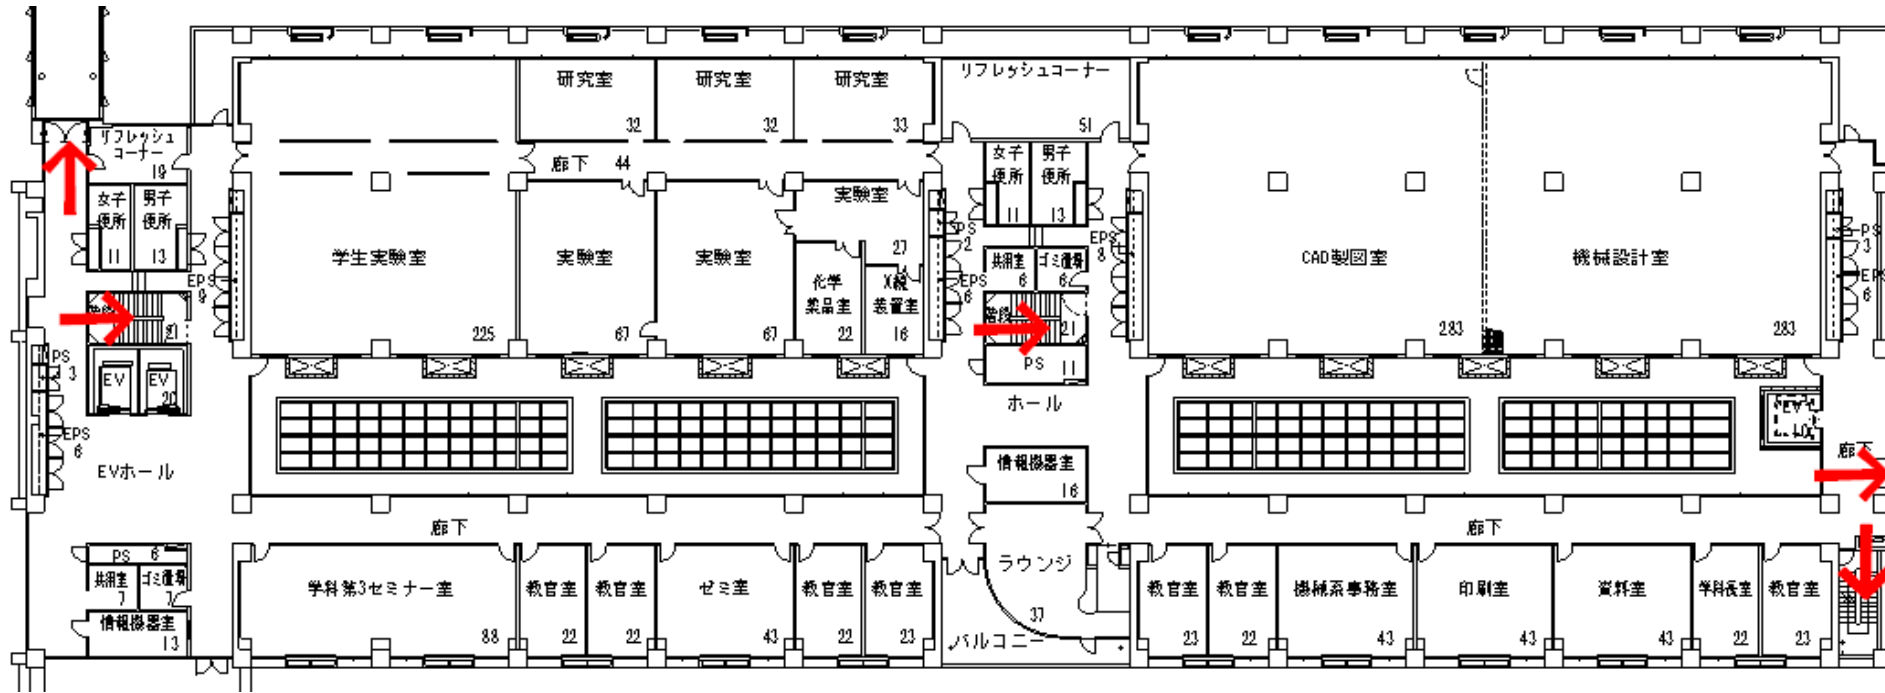 研究室
32
研究室
32
研究室
33
リフレッシュコーナー
51
リフレッシュ
コーナー
19
廊下 44
女子
便所
11
男子
便所
13
女子
便所
11
男子
便所
13
実験室
27
学生実験室
225
実験室
67
実験室
67
化学
薬品室
22
X線
装置室
16
CAD製図室
283
機械設計室
283
EPS
9
PS
2
EPS
6
EPS
8
PS
3
EPS
6
共用室
6
ゴミ置場
6
階段
21
階段
21
PS
11
PS
13
EV
EV
20
EPS
6
EVホール
ホール
情報機器室
16
EV
廊下
廊下
廊下
PS 6
共用室
7
ゴミ置場
7
情報機器室
13
学科第3セミナー室
88
教官室
22
教官室
22
ゼミ室
43
教官室
22
教官室
23
ラウンジ
37
バルコニー
教官室
23
教官室
22
機械系事務室
43
印刷室
43
資料室
43
学科長室
22
教官室
23